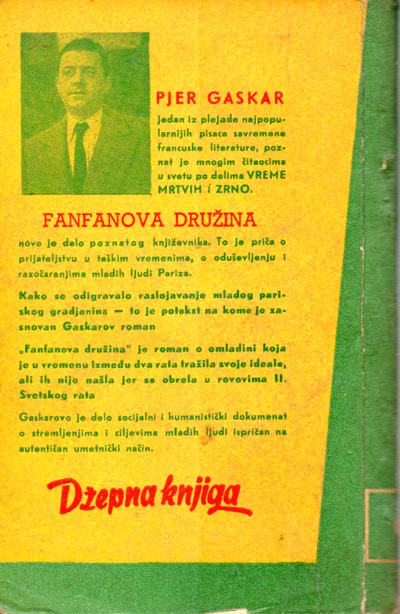 PJER GASKAR
jedan iz plejade najpopu-
larnijih pisaca savremene
francuske literature, poz-
nat je mnogim čitaocima
u svetu po delima VREME
MRTVIH i ZRNO.
FANFANOVA DRUŽINA
novo je delo poznatog književnika. To je priča o
prijateljstvu u teškim vremenima, o oduševljenju i
razočaranjima mladih ljudi Pariza.
Kako se odigravalo raslojavanje mladog pari-
skog gradjanina — to je potekst na kome je za-
snovan Gaskarov roman
„Fanfanova družina" je roman o omladini koja
je u vremenu između dva rata tražila svoje ideale,
ali ih nije našla jer se obrela u rovovima II.
Svetskog rata
Gaskarovo je delo socijalni i humanistički dokumenat
o stremljenjima i ciljevima mladih ljudi ispričan na
autentičan umetnički način.
Džepna knjiga